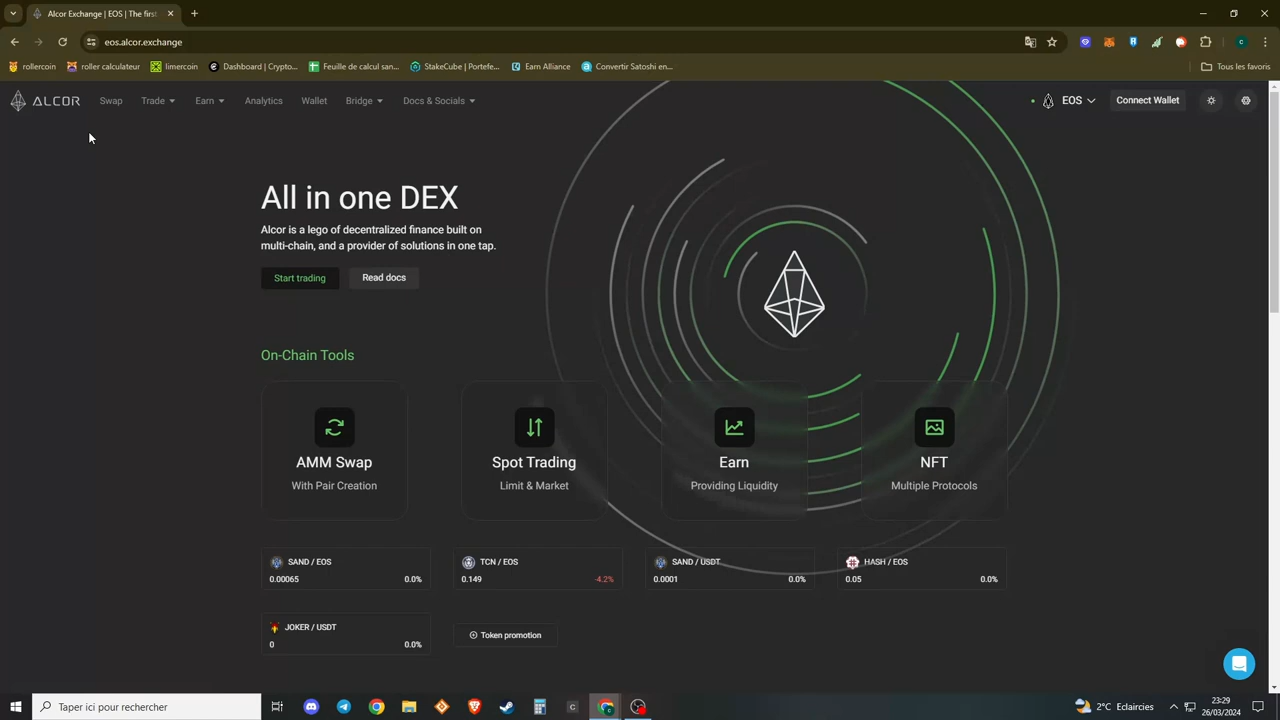 Alcor Exchange | EOS | The first
eos.alcor.exchange
rollercoin
roller calculateur
limercoin
Dashboard | Crypto...
Feuille de calcul san...
StakeCube | Portefe...
Earn Alliance
Convertir Satoshi en...
Tous les favoris
ALCOR
Swap
Trade
Earn
Analytics
Wallet
Bridge
Docs & Socials
EOS
Connect Wallet
All in one DEX
Alcor is a lego of decentralized finance built on
multi-chain, and a provider of solutions in one tap.
Start trading
Read docs
On-Chain Tools
AMM Swap
With Pair Creation
Spot Trading
Limit & Market
Earn
Providing Liquidity
NFT
Multiple Protocols
SAND / EOS
0.00065 0.0%
TCN / EOS
0.149 -4.2%
SAND / USDT
0.0001 0.0%
HASH / EOS
0.05 0.0%
JOKER / USDT
0 0.0%
Token promotion
Taper ici pour rechercher
2°C Eclaircies
23:29
26/03/2024